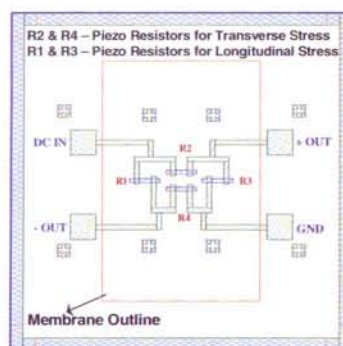 R2 & R4 – Piezo Resistors for Transverse Stress
R1 & R3 – Piezo Resistors for Longitudinal Stress
DC IN
R2
+ OUT
R1
R3
- OUT
R4
GND
Membrane Outline